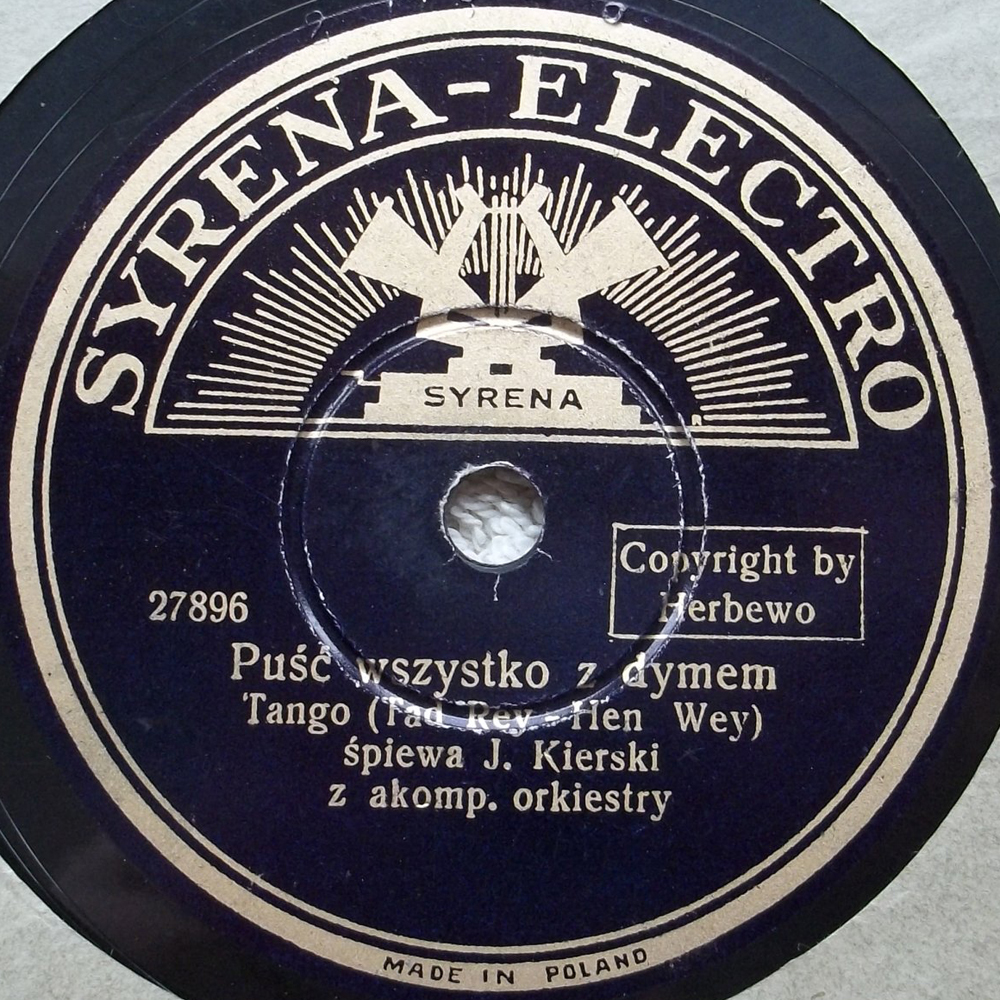 SYRENA-ELECTRO
SYRENA
Copyright by
Herbewo
27896
Puść wszystko z dymem
Tango (Tad Rey - Hen Wey)
śpiewa J. Kierski
z akomp. orkiestry
MADE IN POLAND